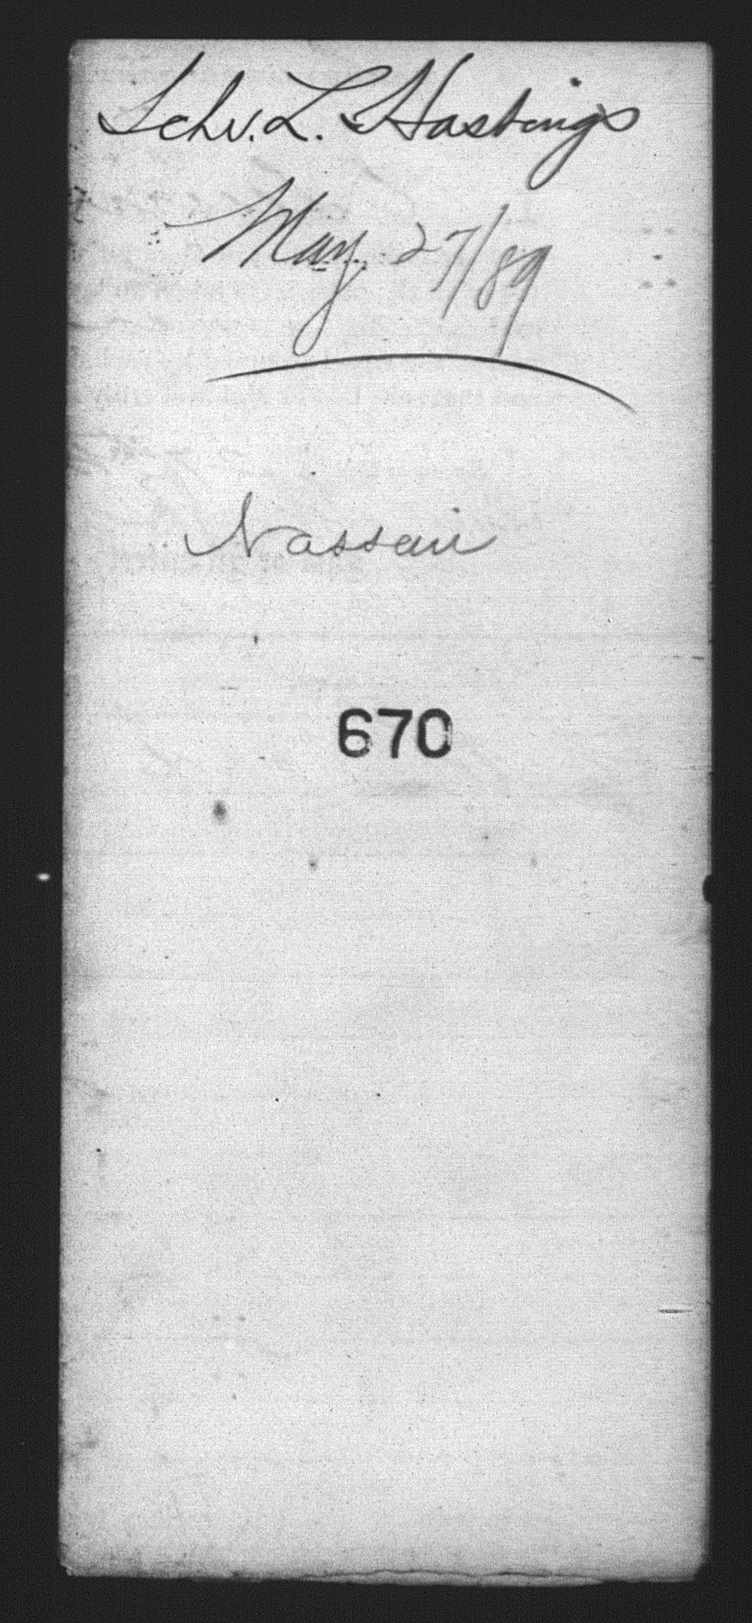 Schr. L. Hastings
May 27/89
Nassau
670